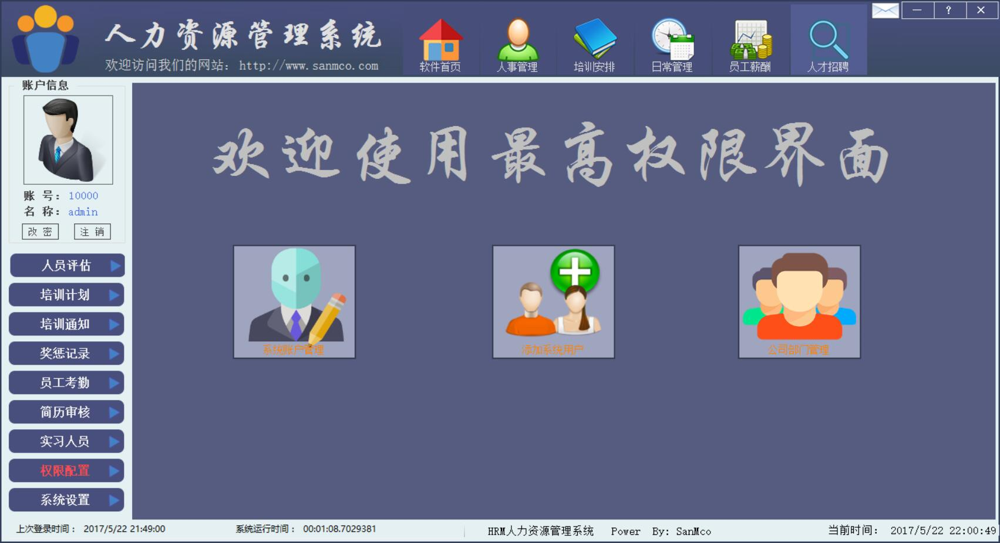 人力资源管理系统
欢迎访问我们的网站：http://www.sanmco.com
软件首页
人事管理
培训安排
日常管理
员工薪酬
人才招聘
— ? ×
账户信息
账 号：10000
名 称：admin
改 密
注 销
人员评估
培训计划
培训通知
奖惩记录
员工考勤
简历审核
实习人员
权限配置
系统设置
欢迎使用最高权限界面
系统账户管理
添加系统用户
公司部门管理
上次登录时间： 2017/5/22 21:49:00
系统运行时间： 00:01:08.7029381
HRM人力资源管理系统 Power By: SanMco
当前时间： 2017/5/22 22:00:49